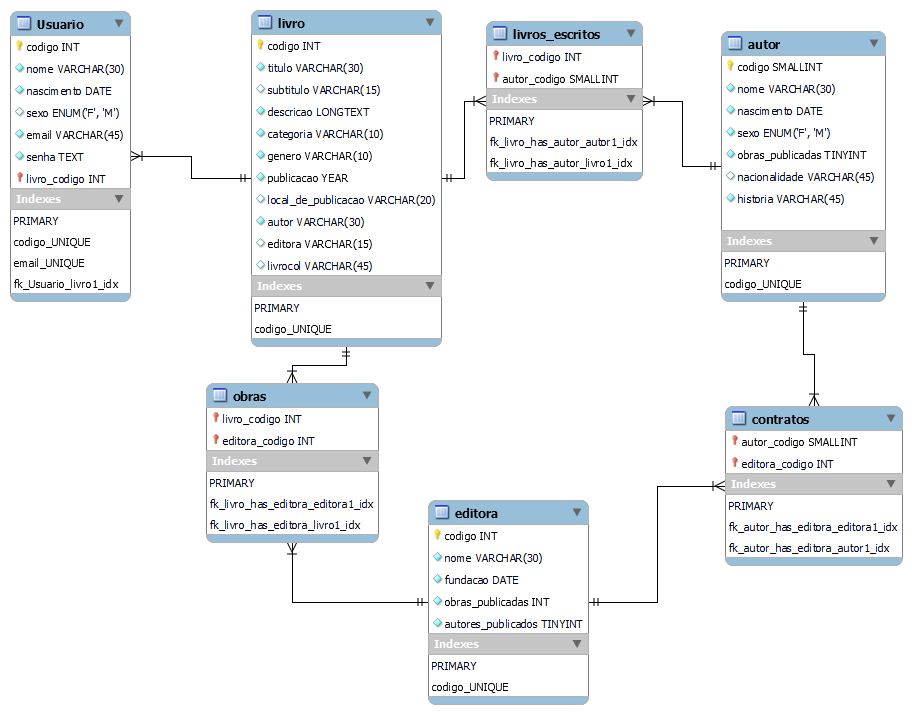 Usuario
codigo INT
nome VARCHAR(30)
nascimento DATE
sexo ENUM('F', 'M')
email VARCHAR(45)
senha TEXT
livro_codigo INT
Indexes
PRIMARY
codigo_UNIQUE
email_UNIQUE
fk_Usuario_livro1_idx
livro
codigo INT
titulo VARCHAR(30)
subtitulo VARCHAR(15)
descricao LONGTEXT
categoria VARCHAR(10)
genero VARCHAR(10)
publicacao YEAR
local_de_publicacao VARCHAR(20)
autor VARCHAR(30)
editora VARCHAR(15)
livrocol VARCHAR(45)
Indexes
PRIMARY
codigo_UNIQUE
livros_escritos
livro_codigo INT
autor_codigo SMALLINT
Indexes
PRIMARY
fk_livro_has_autor_autor1_idx
fk_livro_has_autor_livro1_idx
autor
codigo SMALLINT
nome VARCHAR(30)
nascimento DATE
sexo ENUM('F', 'M')
obras_publicadas TINYINT
nacionalidade VARCHAR(45)
historia VARCHAR(45)
Indexes
PRIMARY
codigo_UNIQUE
obras
livro_codigo INT
editora_codigo INT
Indexes
PRIMARY
fk_livro_has_editora_editora1_idx
fk_livro_has_editora_livro1_idx
editora
codigo INT
nome VARCHAR(30)
fundacao DATE
obras_publicadas INT
autores_publicados TINYINT
Indexes
PRIMARY
codigo_UNIQUE
contratos
autor_codigo SMALLINT
editora_codigo INT
Indexes
PRIMARY
fk_autor_has_editora_editora1_idx
fk_autor_has_editora_autor1_idx